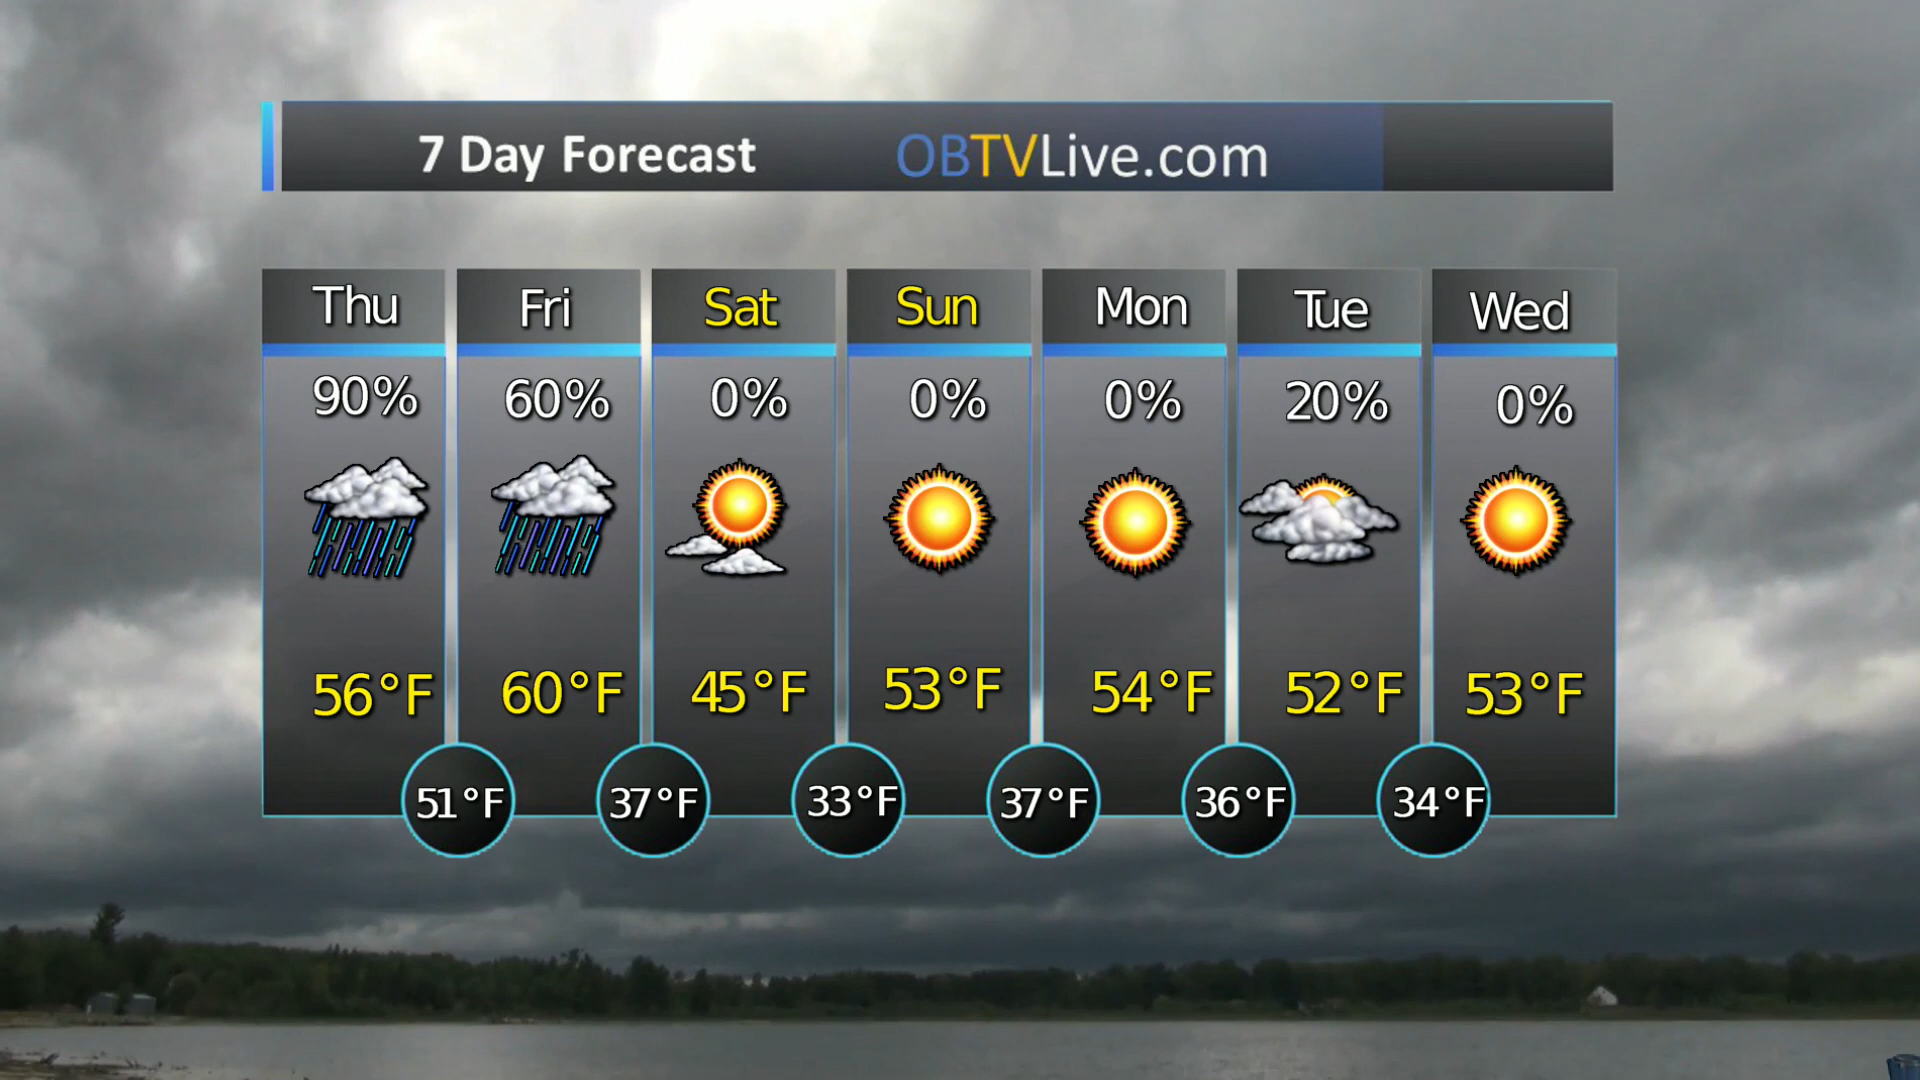 7 Day Forecast OBTVLive.com
Thu Fri Sat Sun Mon Tue Wed
90% 60% 0% 0% 0% 20% 0%
56°F 60°F 45°F 53°F 54°F 52°F 53°F
51°F 37°F 33°F 37°F 36°F 34°F